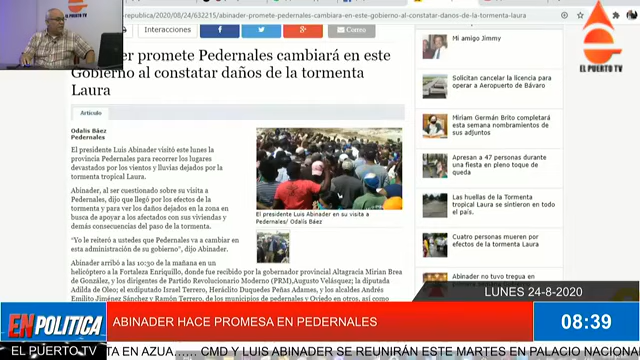 EL PUERTO TV
republica/2020/08/24/632215/abinader-promete-pedernales-cambiara-en-este-gobierno-al-constatar-danos-de-la-tormenta-laura
Interacciones
Correo
der promete Pedernales cambiará en este
Gobierno al constatar daños de la tormenta
Laura
Artículo
Odalis Báez
Pedernales
El presidente Luis Abinader visitó este lunes la
provincia Pedernales para recorrer los lugares
devastados por los vientos y lluvias dejados por la
tormenta tropical Laura.
Abinader, al ser cuestionado sobre su visita a
Pedernales, dijo que llegó por los efectos de la
tormenta y para ver los daños dejados en la zona en
busca de apoyo a los afectados con sus viviendas y
demás consecuencias del paso de la tormenta.
"Yo le reiteró a ustedes que Pedernales va a cambiar en
esta administración de su gobierno", dijo Abinader.
Abinader arribó a las 10:30 de la mañana en un
helicóptero a la Fortaleza Enriquillo, donde fue recibido por la gobernador provincial Altagracia Mirian Brea
de González, y los dirigentes de Partido Revolucionario Moderno (PRM),Augusto Velásquez; la diputada
Adilda de Oleo; el exdiputado Israel Terrero, Heráclito Duqudes Peñas Adames, y los alcaldes Andrés
Emilio Jiménez Sánchez y Ramón Terrero, de los municipios de pedernales y Oviedo en otros, así como
El presidente Luis Abinader en su visita a
Pedernales/ Odalis Báez
Mi amigo Jimmy
Solicitan cancelar la licencia para
operar a Aeropuerto de Bávaro
Miriam Germán Brito completará
esta semana nombramientos de
sus adjuntos
Apresan a 47 personas durante
una fiesta en pleno toque de
queda
Las huellas de la Tormenta
tropical Laura se sintieron en todo
el país.
Cuatro personas mueren por
efectos de la tormenta Laura
Abinader no tuvo tregua en
EL PUERTO TV
LUNES 24-8-2020
EN POLITICA
ABINADER HACE PROMESA EN PEDERNALES
08:39
EL PUERTO TV
TA EN AZUA...... CMD Y LUIS ABINADER SE REUNIRÁN ESTE MARTES EN PALACIO NACIONA